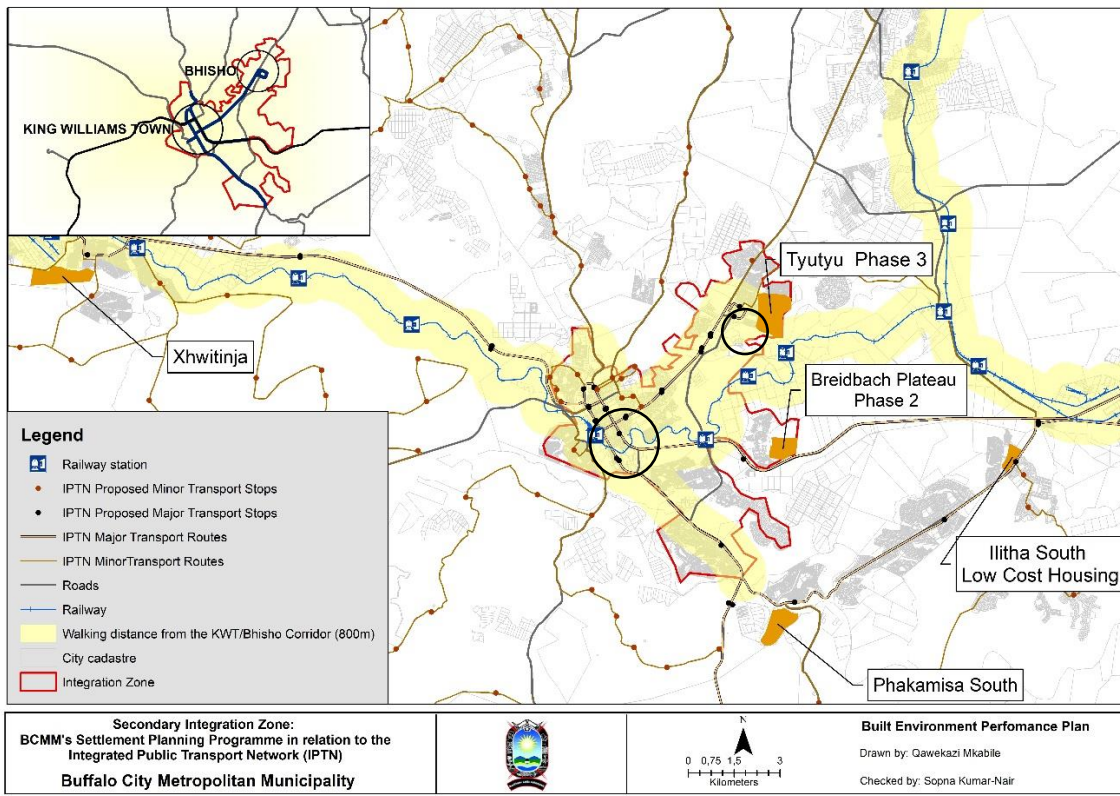 BHISHO
KING WILLIAMS TOWN
Tyutyu Phase 3
Xhwitinja
Breidbach Plateau
Phase 2
Ilitha South
Low Cost Housing
Phakamisa South
Legend
Railway station
IPTN Proposed Minor Transport Stops
IPTN Proposed Major Transport Stops
IPTN Major Transport Routes
IPTN MinorTransport Routes
Roads
Railway
Walking distance from the KWT/Bhisho Corridor (800m)
City cadastre
Integration Zone
Secondary Integration Zone:
BCMM's Settlement Planning Programme in relation to the
Integrated Public Transport Network (IPTN)
Buffalo City Metropolitan Municipality
N
0 0,75 1,5 3
Kilometers
Built Environment Perfomance Plan
Drawn by: Qawekazi Mkabile
Checked by: Sopna Kumar-Nair